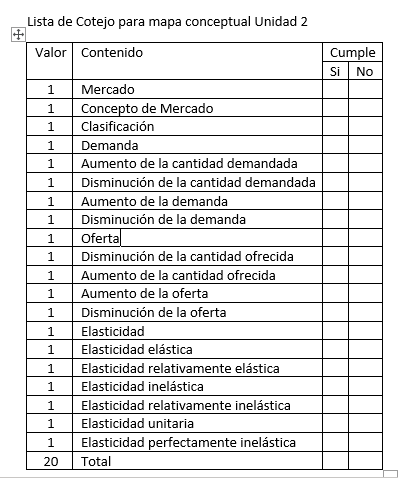 Lista de Cotejo para mapa conceptual Unidad 2
Valor Contenido Cumple
Si No
1 Mercado
1 Concepto de Mercado
1 Clasificación
1 Demanda
1 Aumento de la cantidad demandada
1 Disminución de la cantidad demandada
1 Aumento de la demanda
1 Disminución de la demanda
1 Oferta
1 Disminución de la cantidad ofrecida
1 Aumento de la cantidad ofrecida
1 Aumento de la oferta
1 Disminución de la oferta
1 Elasticidad
1 Elasticidad elástica
1 Elasticidad relativamente elástica
1 Elasticidad inelástica
1 Elasticidad relativamente inelástica
1 Elasticidad unitaria
1 Elasticidad perfectamente inelástica
20 Total